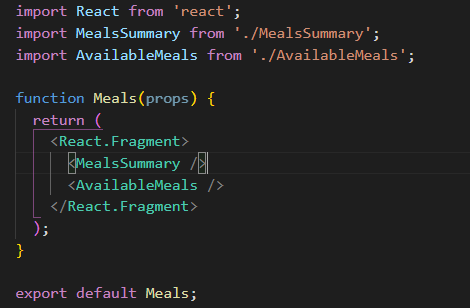 import React from 'react';
import MealsSummary from './MealsSummary';
import AvailableMeals from './AvailableMeals';

function Meals(props) {
  return (
    <React.Fragment>
      <MealsSummary />
      <AvailableMeals />
    </React.Fragment>
  );
}

export default Meals;